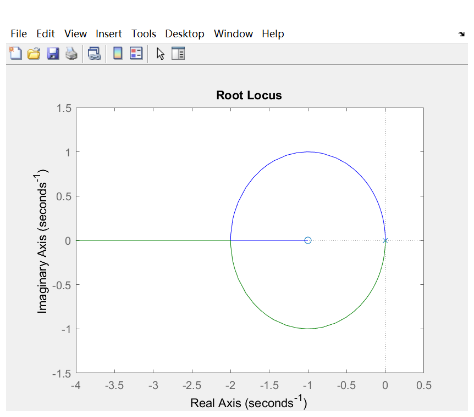 File Edit View Insert Tools Desktop Window Help
Root Locus
1.5
1
0.5
0
-0.5
-1
-1.5
Imaginary Axis (seconds⁻¹)
-4 -3.5 -3 -2.5 -2 -1.5 -1 -0.5 0 0.5
Real Axis (seconds⁻¹)